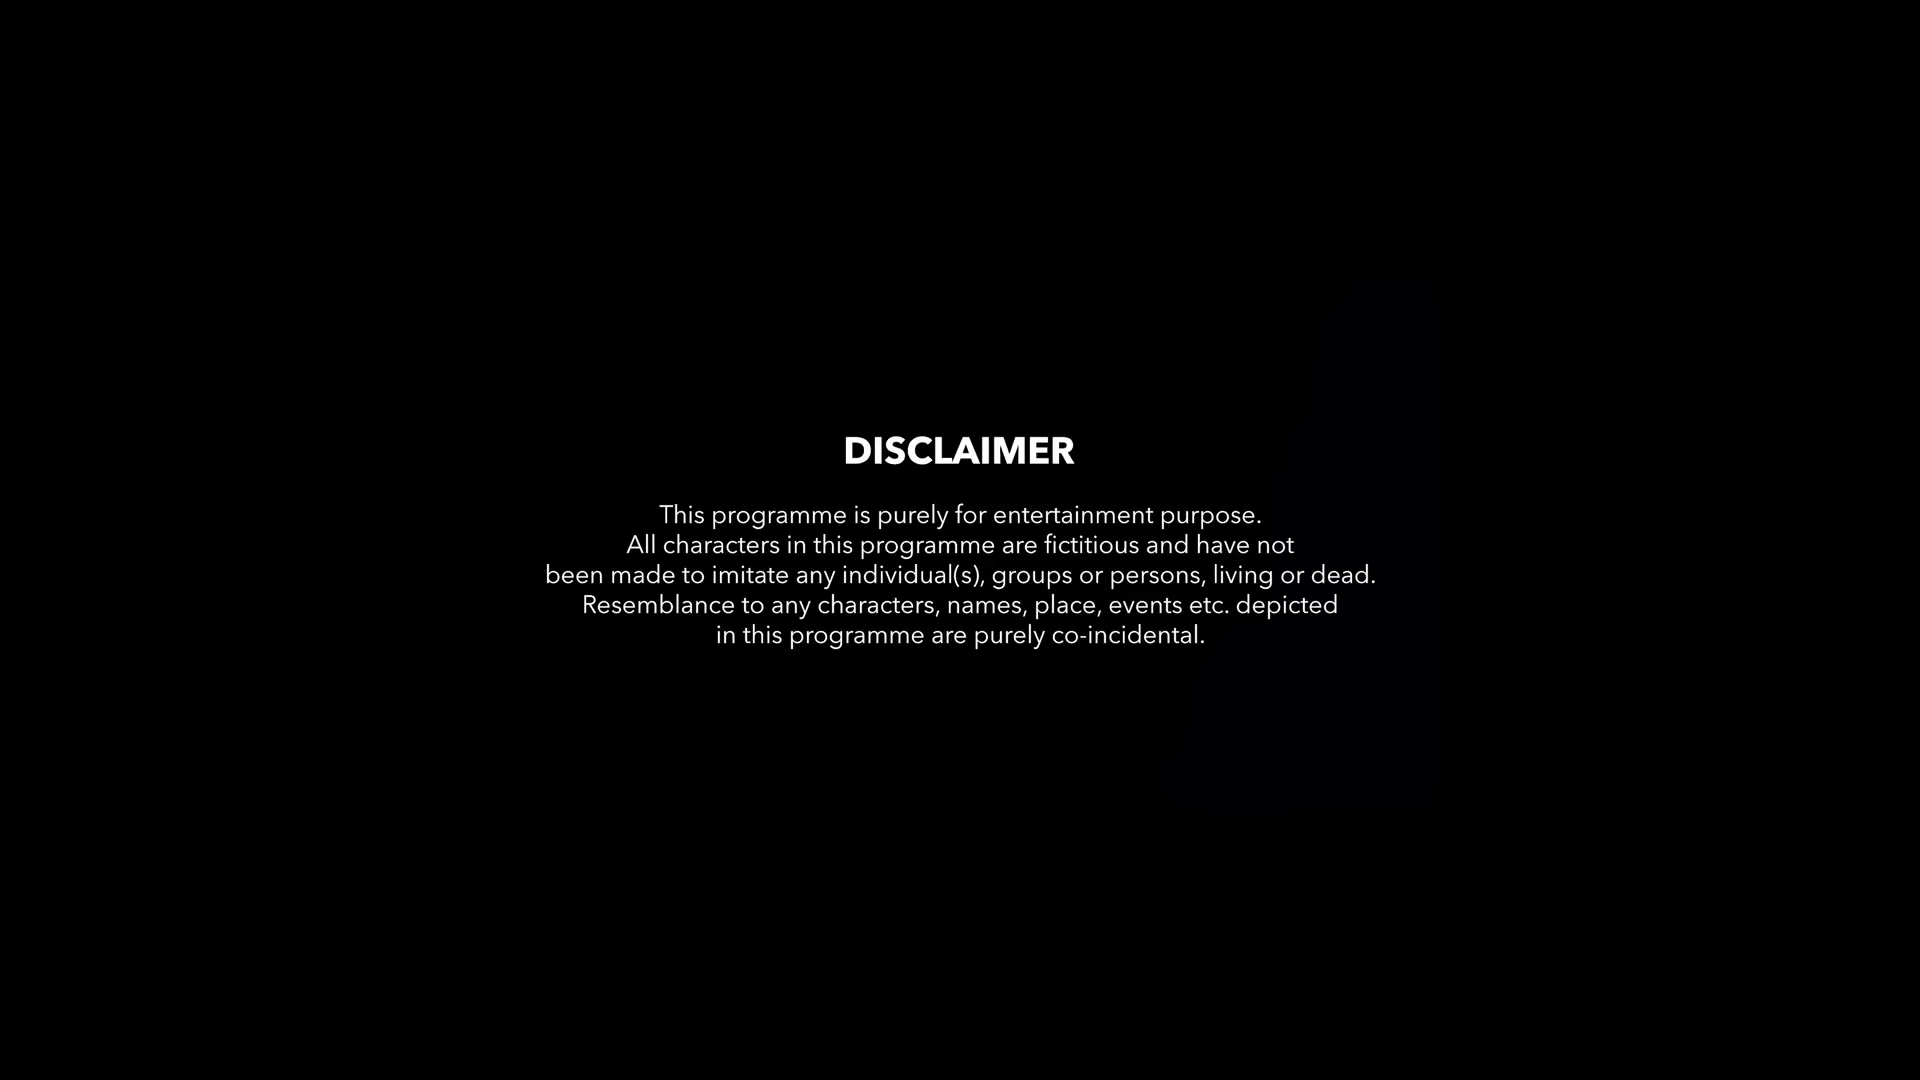 DISCLAIMER
This programme is purely for entertainment purpose.
All characters in this programme are fictitious and have not
been made to imitate any individual(s), groups or persons, living or dead.
Resemblance to any characters, names, place, events etc. depicted
in this programme are purely co-incidental.